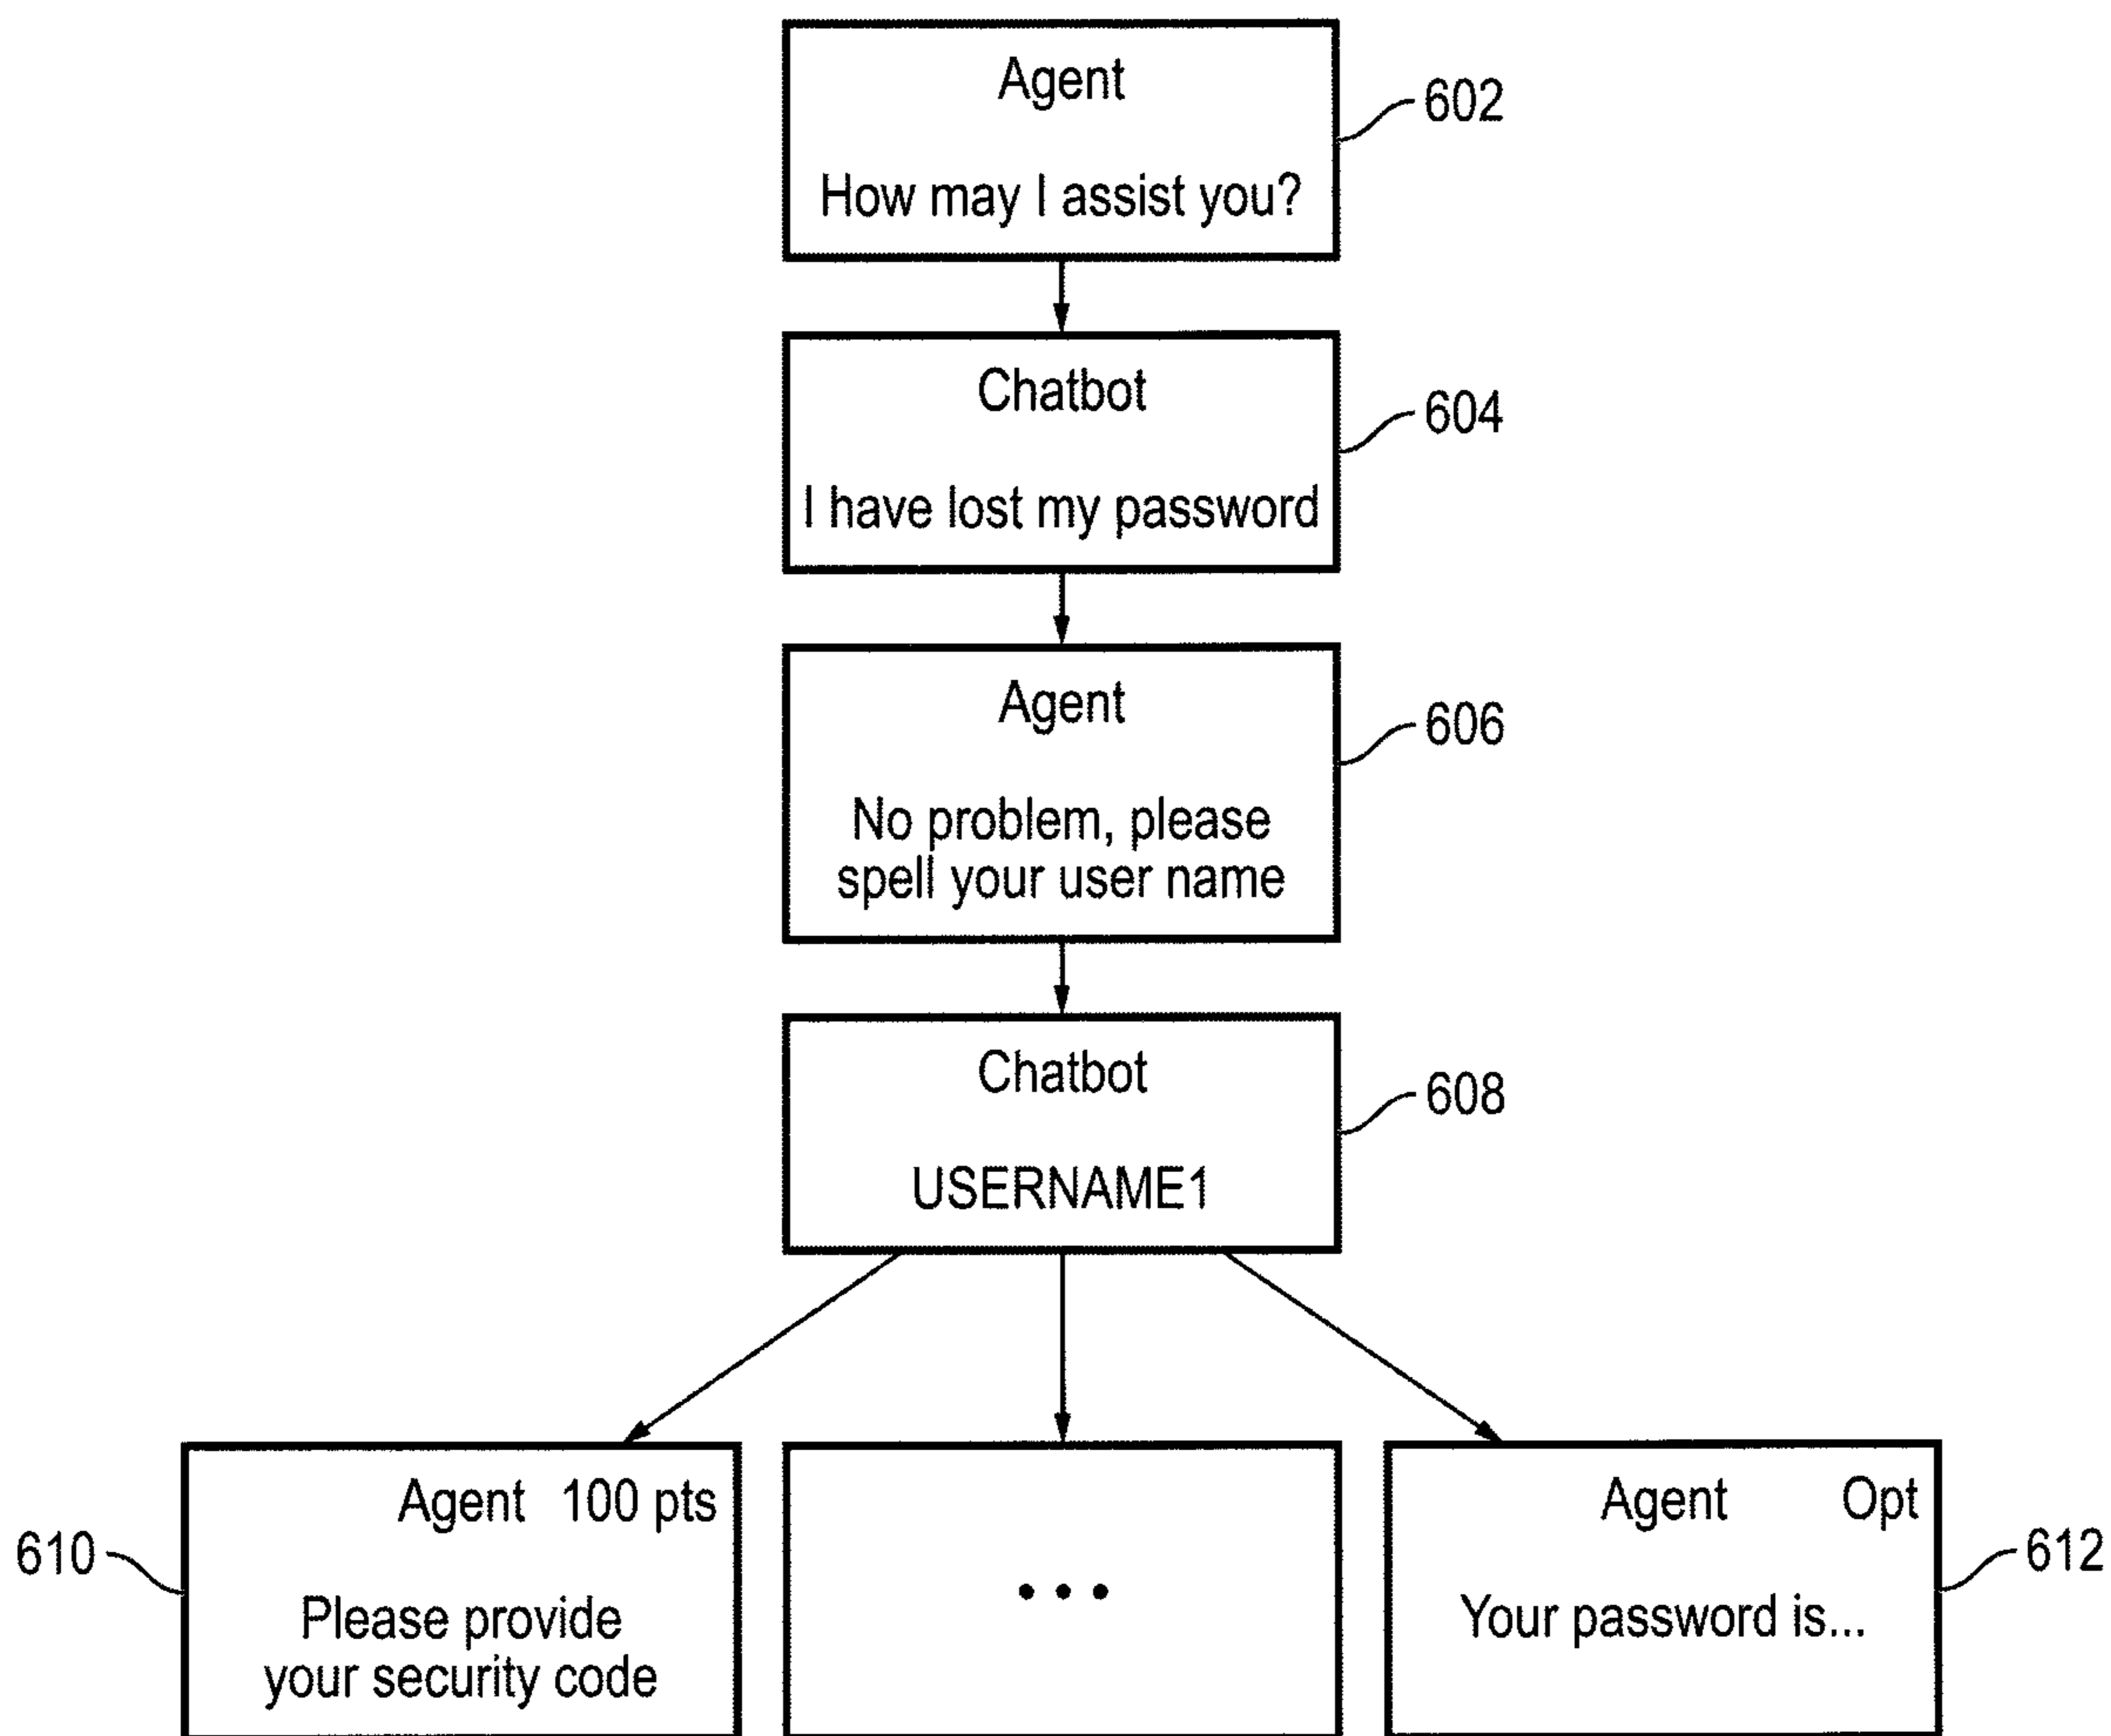 Agent
How may I assist you?
602
Chatbot
I have lost my password
604
Agent
No problem, please
spell your user name
606
Chatbot
USERNAME1
608
610
Agent 100 pts
Please provide
your security code
...
Agent Opt
Your password is...
612